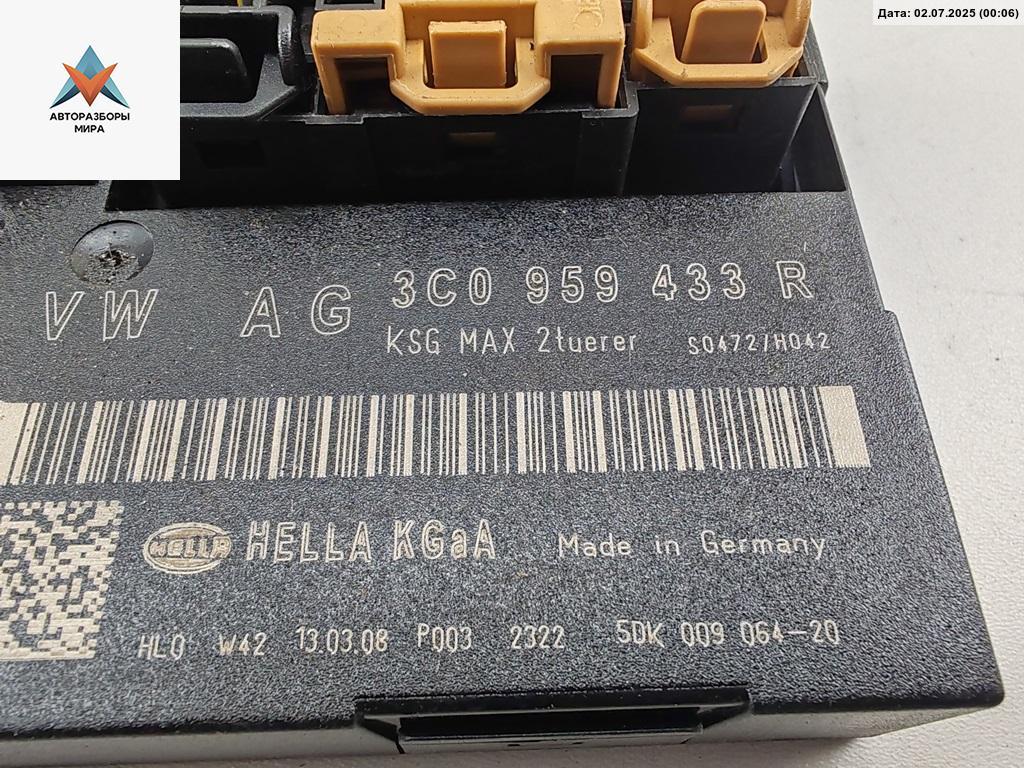 Дата: 02.07.2025 (00:06)
АВТОРАЗБОРЫ
МИРА
VW AG 3C0 959 433 R
KSG MAX 2tuerer S0472/H042
HELLA HELLA KGaA Made in Germany
HLO W42 13.03.08 P003 2322 5DK 009 064-20